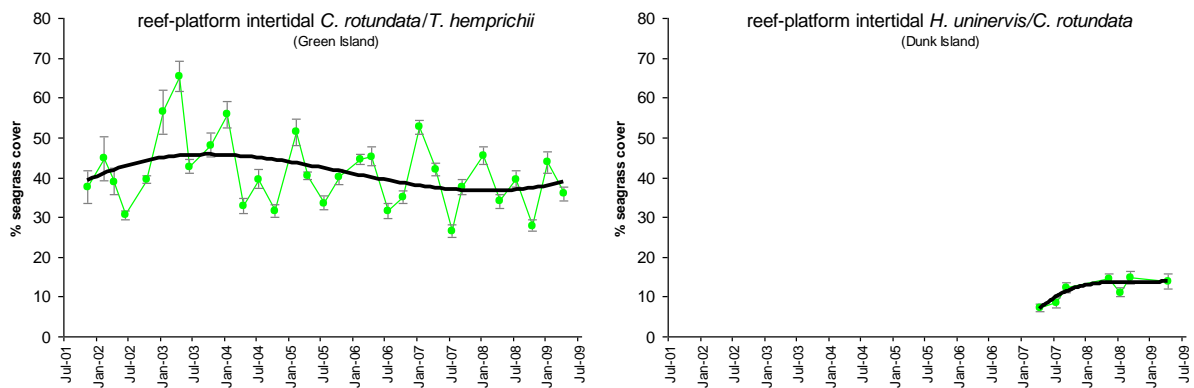 reef-platform intertidal C. rotundata/T. hemprichii
(Green Island)
% seagrass cover
80
70
60
50
40
30
20
10
0
Jul-01
Jan-02
Jul-02
Jan-03
Jul-03
Jan-04
Jul-04
Jan-05
Jul-05
Jan-06
Jul-06
Jan-07
Jul-07
Jan-08
Jul-08
Jan-09
Jul-09
reef-platform intertidal H. uninervis/C. rotundata
(Dunk Island)
% seagrass cover
80
70
60
50
40
30
20
10
0
Jul-01
Jan-02
Jul-02
Jan-03
Jul-03
Jan-04
Jul-04
Jan-05
Jul-05
Jan-06
Jul-06
Jan-07
Jul-07
Jan-08
Jul-08
Jan-09
Jul-09